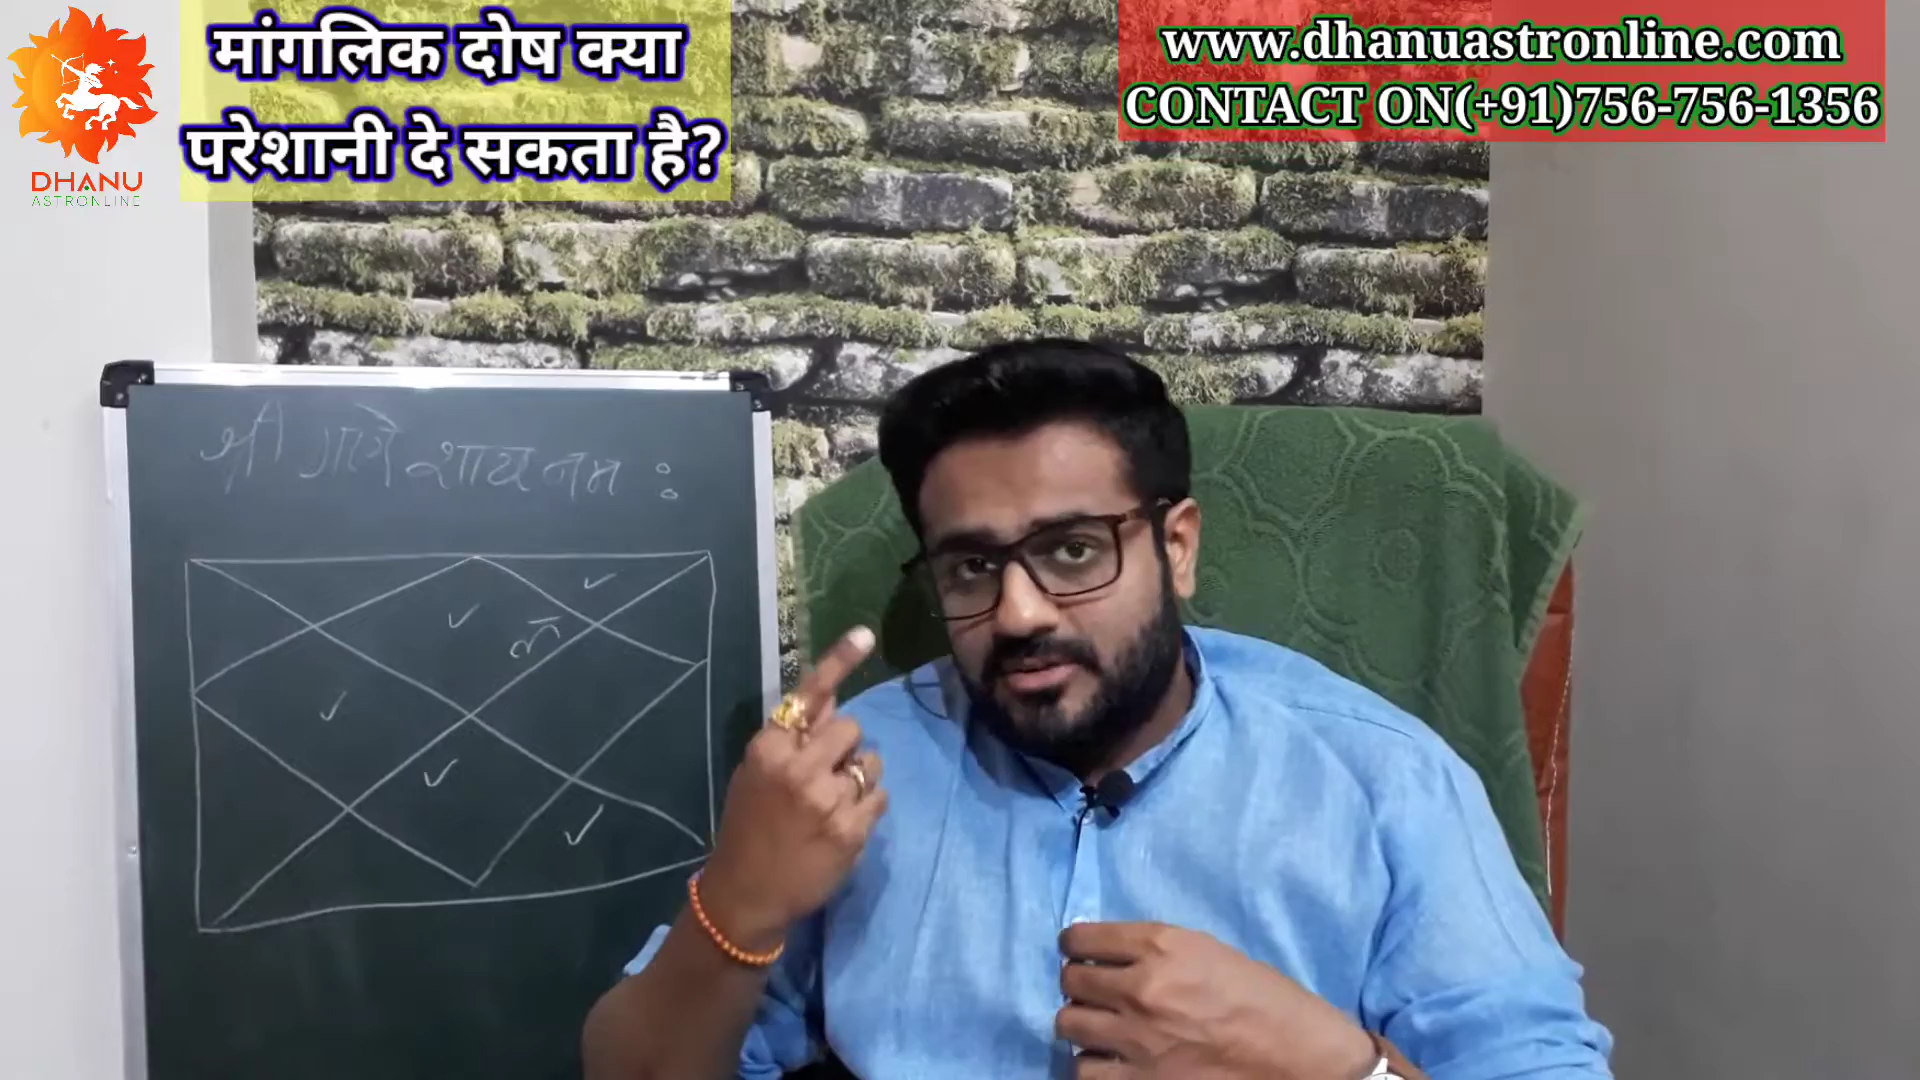 मांगलिक दोष क्या
परेशानी दे सकता है?
www.dhanuastronline.com
CONTACT ON(+91)756-756-1356
DHANU
ASTRONLINE
श्री गणेशाय नम :